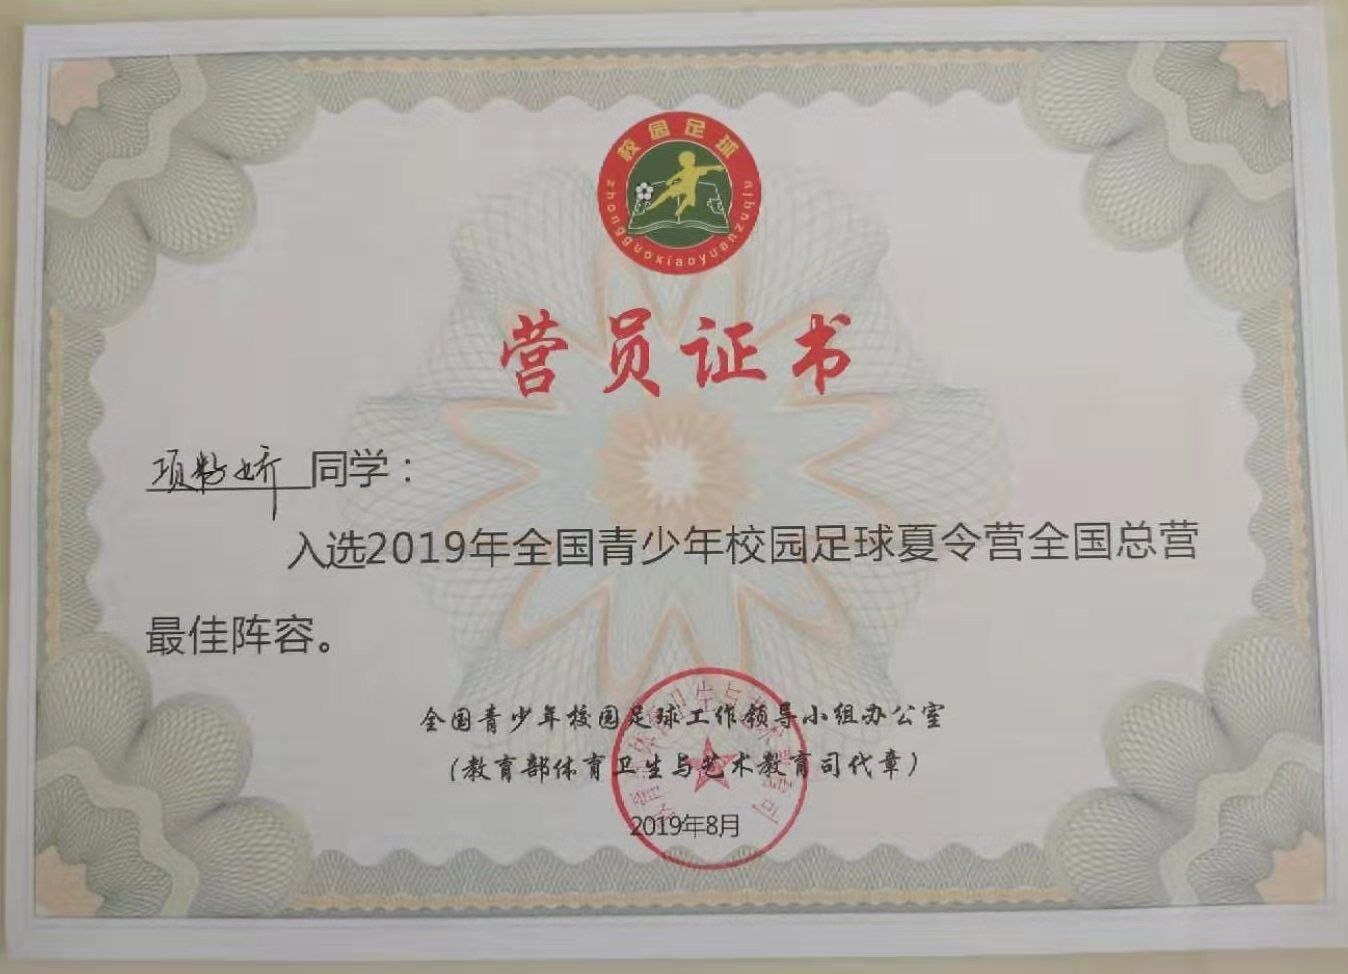 校园足球
zhongguoxiaoyuanzuqiu
营员证书
项 娇 同学：
入选2019年全国青少年校园足球夏令营全国总营
最佳阵容。
全国青少年校园足球工作领导小组办公室
（教育部体育卫生与艺术教育司代章）
2019年8月